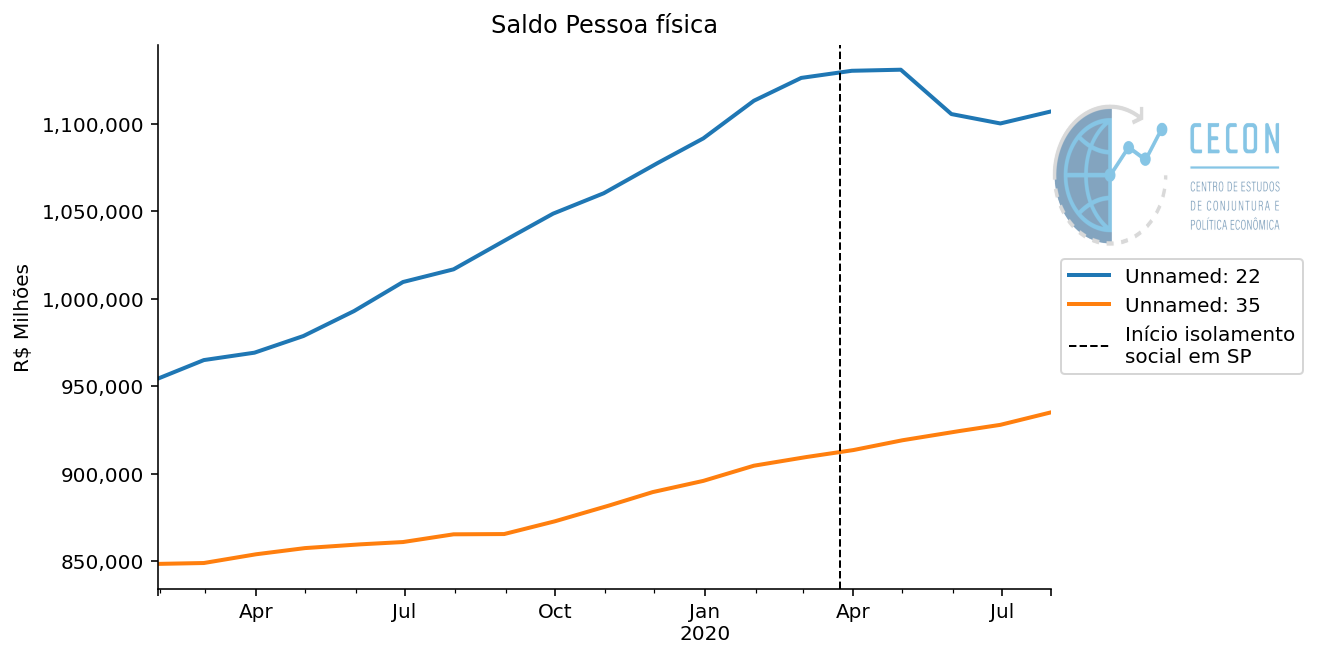 Saldo Pessoa física
R$ Milhões
1,100,000
1,050,000
1,000,000
950,000
900,000
850,000
Apr
Jul
Oct
Jan
2020
Apr
Jul
CECON
CENTRO DE ESTUDOS
DE CONJUNTURA E
POLÍTICA ECONÔMICA
Unnamed: 22
Unnamed: 35
Início isolamento
social em SP